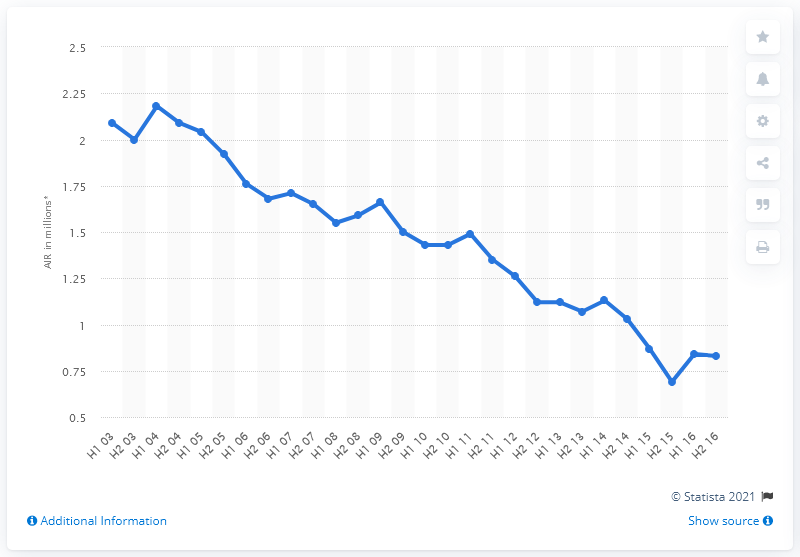 2.5
2.25
2
1.75
1.5
1.25
1
0.75
0.5
AIR in millions*
H1 03
H2 03
H1 04
H2 04
H1 05
H2 05
H1 06
H2 06
H1 07
H2 07
H1 08
H2 08
H1 09
H2 09
H1 10
H2 10
H1 11
H2 11
H1 12
H2 12
H1 13
H2 13
H1 14
H2 14
H1 15
H2 15
H1 16
H2 16
© Statista 2021
Additional Information
Show source